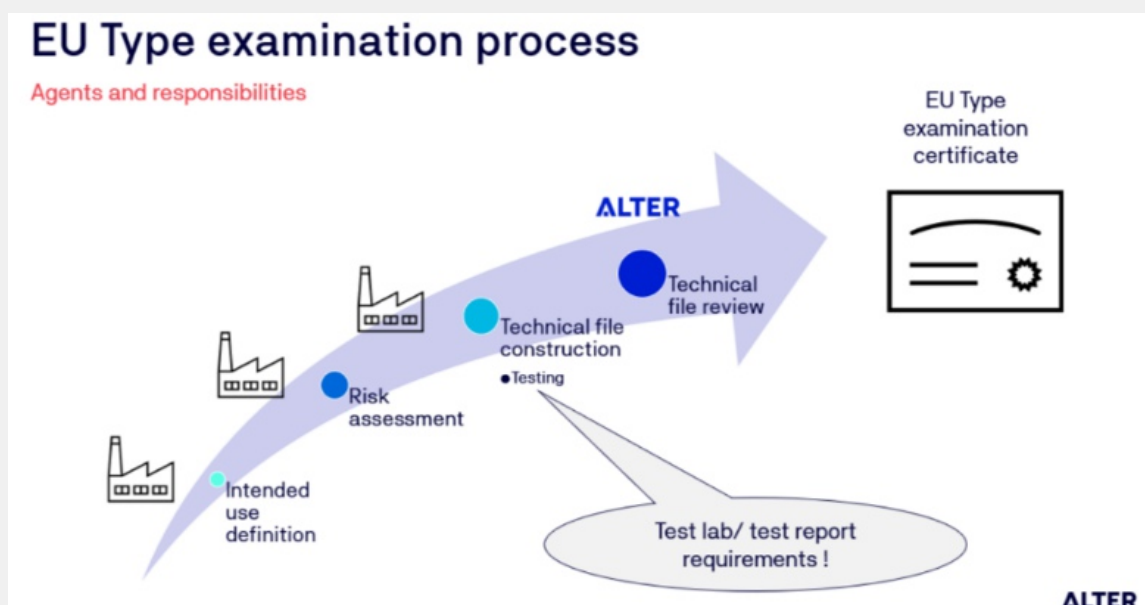 EU Type examination process
Agents and responsibilities
EU Type
examination
certificate
ALTER
Technical
file review
Technical file
construction
•Testing
Risk
assessment
Intended
use
definition
Test lab/ test report
requirements !
ALTER